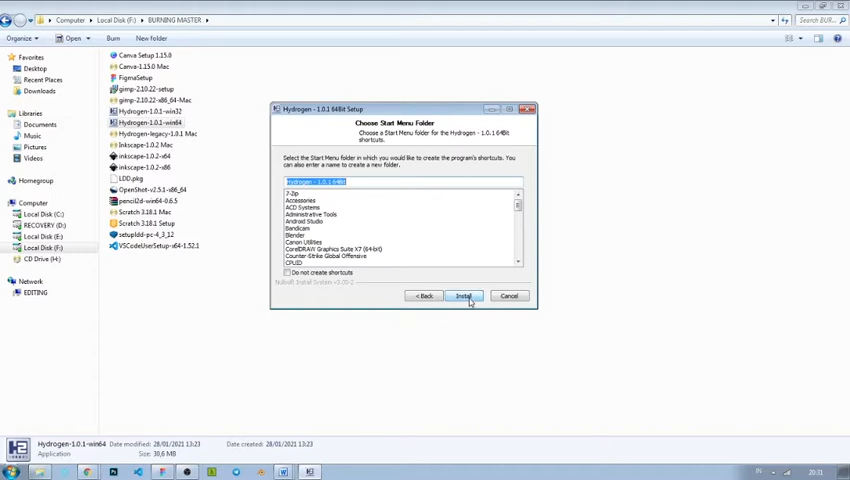 Computer ▸ Local Disk (F:) ▸ BURNING MASTER ▸
Search BUR...
Organize
Open
Burn
New folder
Favorites
Desktop
Recent Places
Downloads
Libraries
Documents
Music
Pictures
Videos
Homegroup
Computer
Local Disk (C:)
RECOVERY (D:)
Local Disk (E:)
Local Disk (F:)
CD Drive (H:)
Network
EDITING
Canva Setup 1.15.0
Canva-1.15.0 Mac
FigmaSetup
gimp-2.10.22-setup
gimp-2.10.22-x86_64-Mac
Hydrogen-1.0.1-win32
Hydrogen-1.0.1-win64
Hydrogen-legacy-1.0.1 Mac
Inkscape-1.0.2 Mac
inkscape-1.0.2-x64
inkscape-1.0.2-x86
LDD.pkg
OpenShot-v2.5.1-x86_64
pencil2d-win64-0.6.5
Scratch 3.18.1 Mac
Scratch 3.18.1 Setup
setupldd-pc-4_3_12
VSCodeUserSetup-x64-1.52.1
Hydrogen - 1.0.1 64Bit Setup
Choose Start Menu Folder
Choose a Start Menu folder for the Hydrogen - 1.0.1 64Bit
shortcuts.
Select the Start Menu folder in which you would like to create the program's shortcuts. You
can also enter a name to create a new folder.
Hydrogen - 1.0.1 64Bit
7-Zip
Accessories
ACD Systems
Administrative Tools
Android Studio
Bandicam
Blender
Canon Utilities
CorelDRAW Graphics Suite X7 (64-bit)
Counter-Strike Global Offensive
CPUID
Do not create shortcuts
Nullsoft Install System v3.00-2
< Back
Install
Cancel
Hydrogen-1.0.1-win64 Date modified: 28/01/2021 13:23 Date created: 28/01/2021 13:23
Application Size: 30,6 MB
IN
20:31